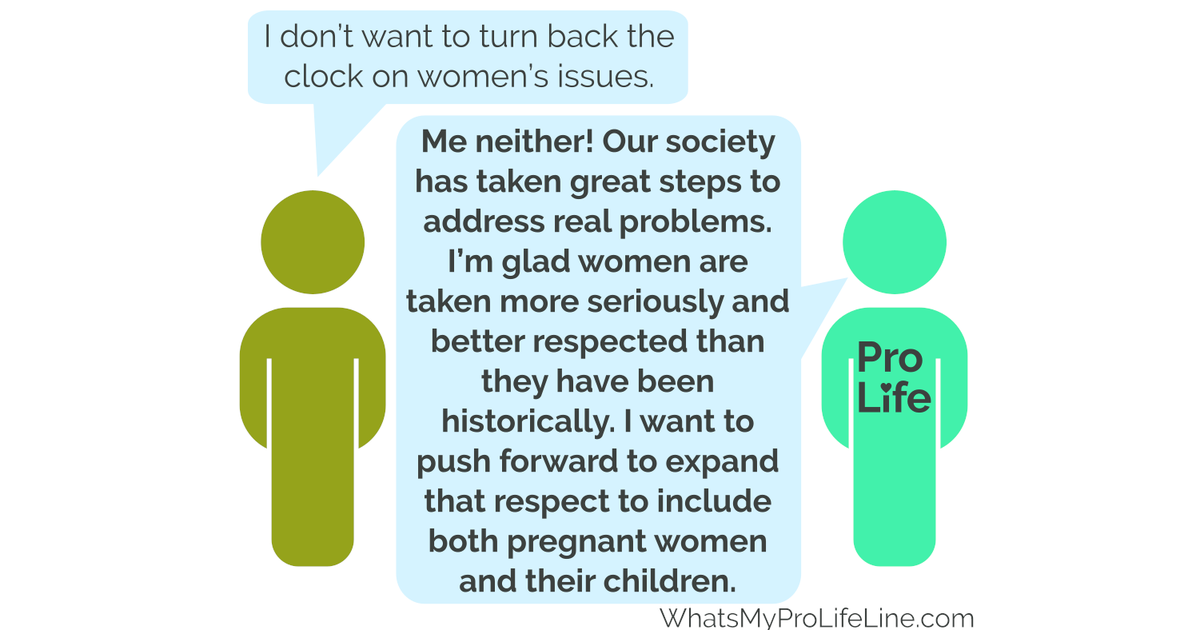 I don’t want to turn back the
clock on women’s issues.
Me neither! Our society
has taken great steps to
address real problems.
I’m glad women are
taken more seriously and
better respected than
they have been
historically. I want to
push forward to expand
that respect to include
both pregnant women
and their children.
Pro
Life
WhatsMyProLifeLine.com